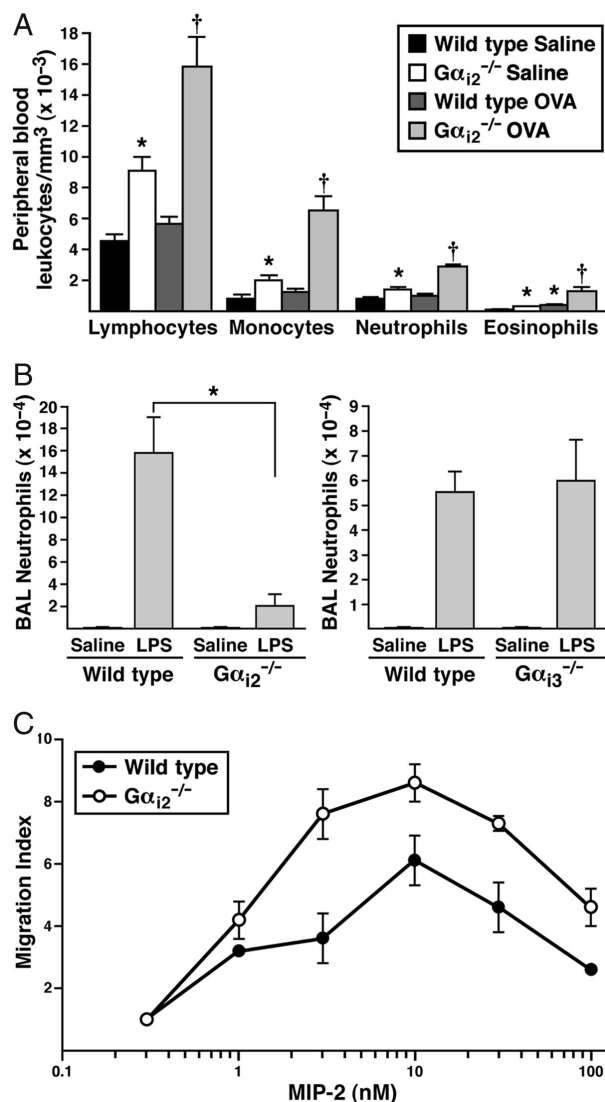 A
Peripheral blood
leukocytes/mm³ (x 10⁻³)
18
16
14
12
10
8
6
4
2
* † * † * † * * †
Lymphocytes Monocytes Neutrophils Eosinophils
Wild type Saline
Gαi2⁻/⁻ Saline
Wild type OVA
Gαi2⁻/⁻ OVA
B
BAL Neutrophils (x 10⁻⁴)
20
18
16
14
12
10
8
6
4
2
*
Saline LPS Saline LPS
Wild type Gαi2⁻/⁻
BAL Neutrophils (x 10⁻⁴)
9
8
7
6
5
4
3
2
1
Saline LPS Saline LPS
Wild type Gαi3⁻/⁻
C
Wild type
Gαi2⁻/⁻
Migration Index
10
8
6
4
2
0.1 1 10 100
MIP-2 (nM)